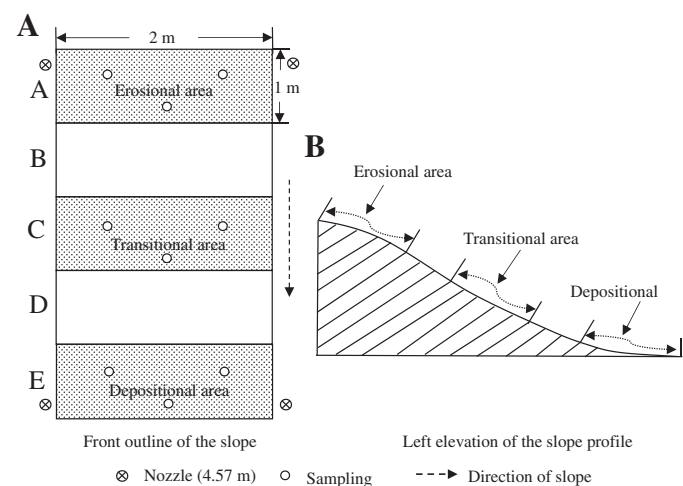 A
2 m
A
Erosional area
1 m
B
B
Erosional area
C
Transitional area
Transitional area
D
Depositional
E
Depositional area
Front outline of the slope
Left elevation of the slope profile
Nozzle (4.57 m)
Sampling
Direction of slope